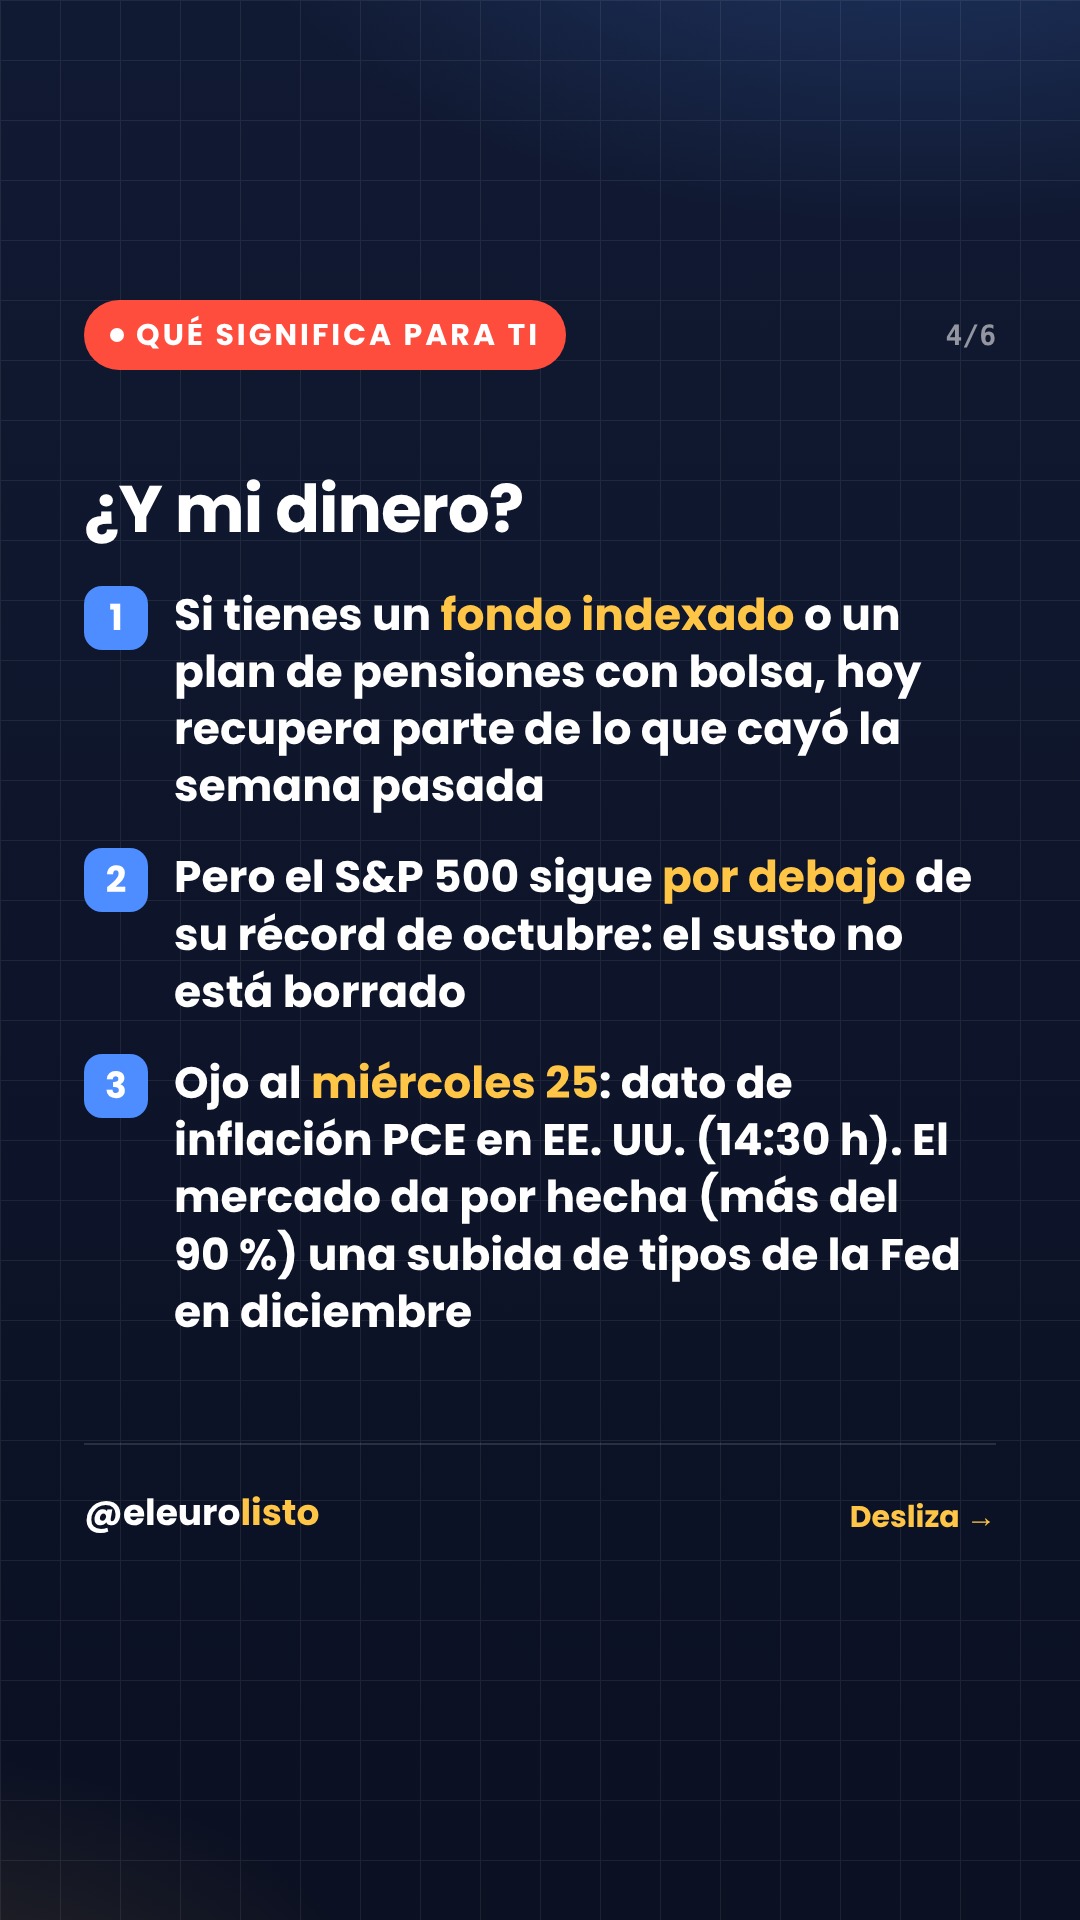 QUÉ SIGNIFICA PARA TI
4/6
¿Y mi dinero?
1 Si tienes un fondo indexado o un
plan de pensiones con bolsa, hoy
recupera parte de lo que cayó la
semana pasada
2 Pero el S&P 500 sigue por debajo de
su récord de octubre: el susto no
está borrado
3 Ojo al miércoles 25: dato de
inflación PCE en EE. UU. (14:30 h). El
mercado da por hecha (más del
90 %) una subida de tipos de la Fed
en diciembre
@eleurolisto
Desliza →